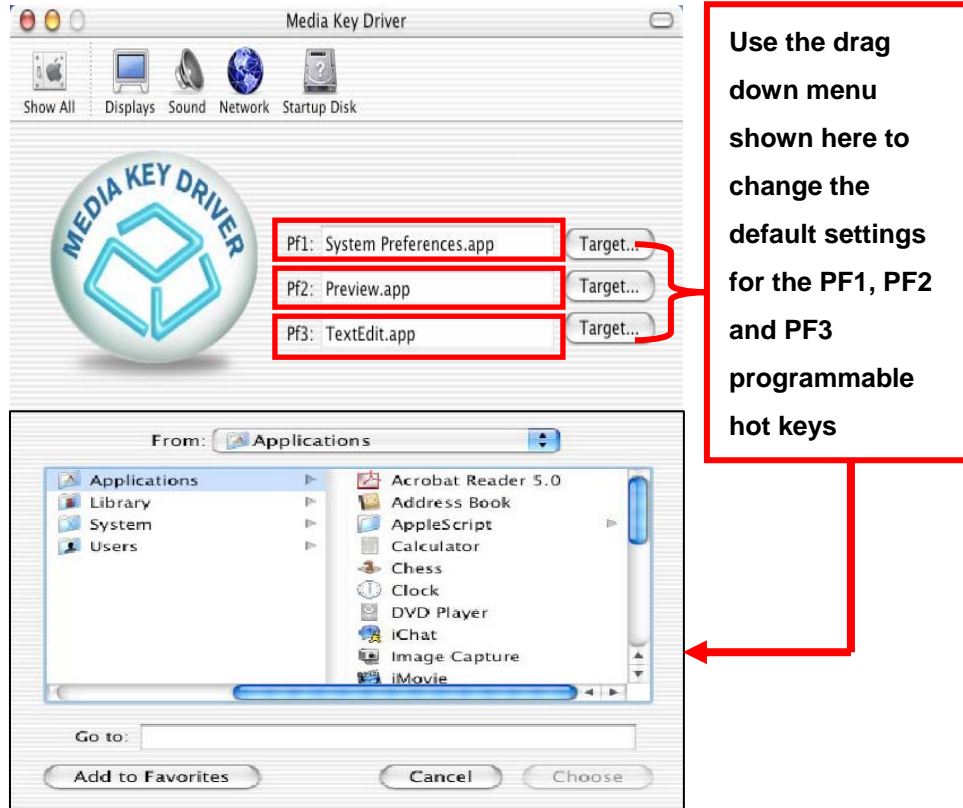 Media Key Driver
Show All
Displays
Sound
Network
Startup Disk
MEDIA KEY DRIVER
Pf1: System Preferences.app Target...
Pf2: Preview.app Target...
Pf3: TextEdit.app Target...
Use the drag
down menu
shown here to
change the
default settings
for the PF1, PF2
and PF3
programmable
hot keys
From: Applications
Applications
Library
System
Users
Acrobat Reader 5.0
Address Book
AppleScript
Calculator
Chess
Clock
DVD Player
iChat
Image Capture
iMovie
Go to:
Add to Favorites
Cancel
Choose